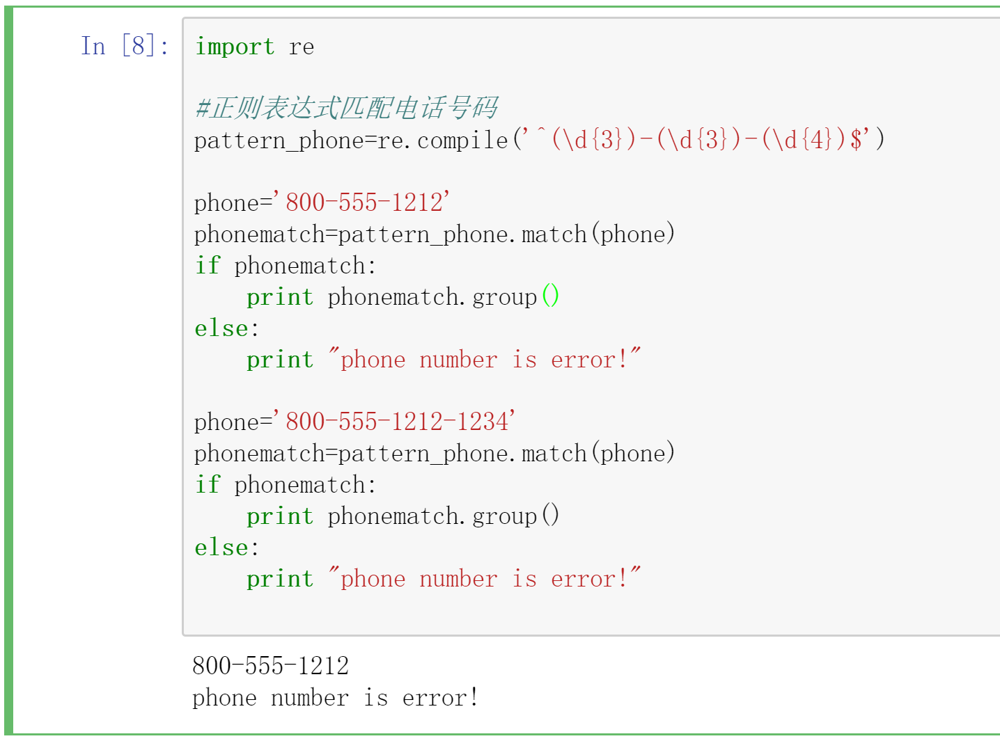 In [8]:
import re
#正则表达式匹配电话号码
pattern_phone=re.compile('^(\d{3})-(\d{3})-(\d{4})$')
phone='800-555-1212'
phonematch=pattern_phone.match(phone)
if phonematch:
    print phonematch.group()
else:
    print "phone number is error!"
phone='800-555-1212-1234'
phonematch=pattern_phone.match(phone)
if phonematch:
    print phonematch.group()
else:
    print "phone number is error!"
800-555-1212
phone number is error!